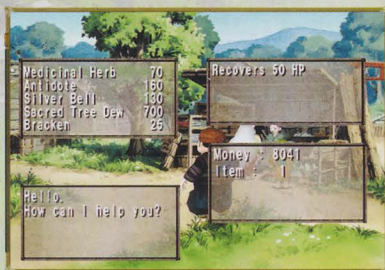 Medicinal Herb 70
Antidote 160
Silver Bell 130
Sacred Tree Dew 700
Bracken 25
Recovers 50 HP
Money : 8041
Item : 1
Hello.
How can I help you?